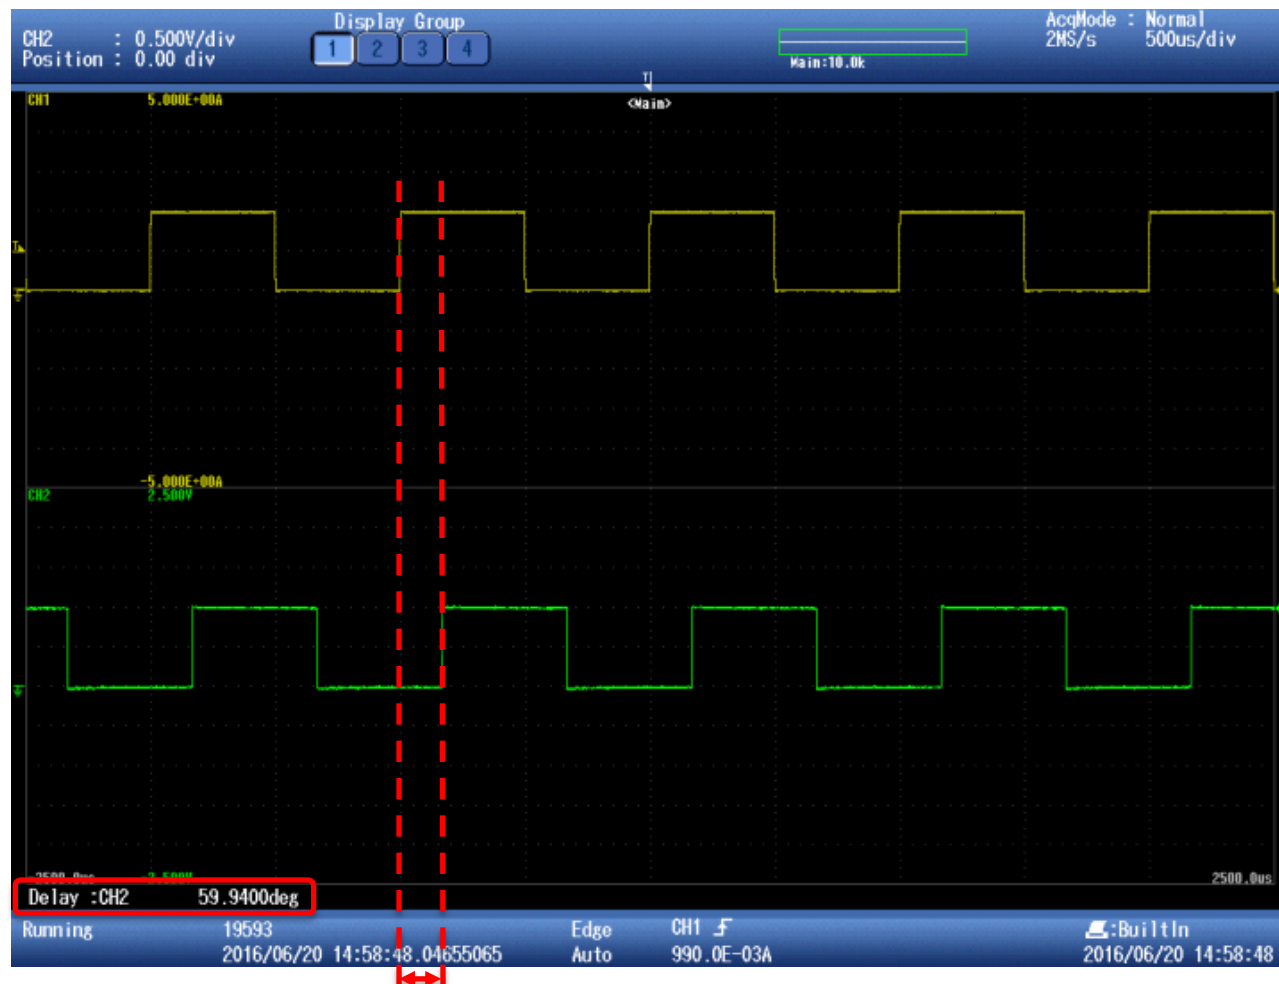 CH2 : 0.500V/div
Position : 0.00 div
Display Group
1 2 3 4
Main:10.0k
AcqMode : Normal
2MS/s 500us/div
T
CH1 5.000E+00A
<Main>
T
-5.000E+00A
CH2 2.500V
2500.0us
Delay :CH2 59.9400deg
Running 19593 Edge CH1
2016/06/20 14:58:48.04655065 Auto 990.0E-03A
:BuiltIn
2016/06/20 14:58:48